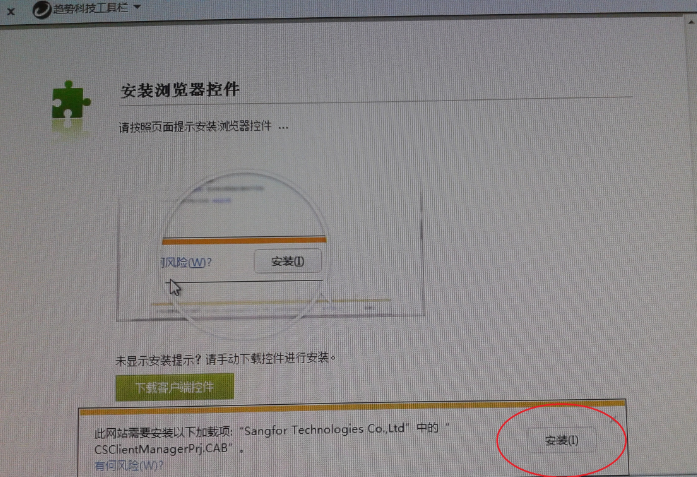 x 趋势科技工具栏
安装浏览器控件
请按照页面提示安装浏览器控件 ...
何风险(W)? 安装(I)
未显示安装提示？请手动下载控件进行安装。
下载客户端控件
此网站需要安装以下加载项: “Sangfor Technologies Co.,Ltd” 中的 “
CSClientManagerPrj.CAB”。 安装(I)
有何风险(W)?